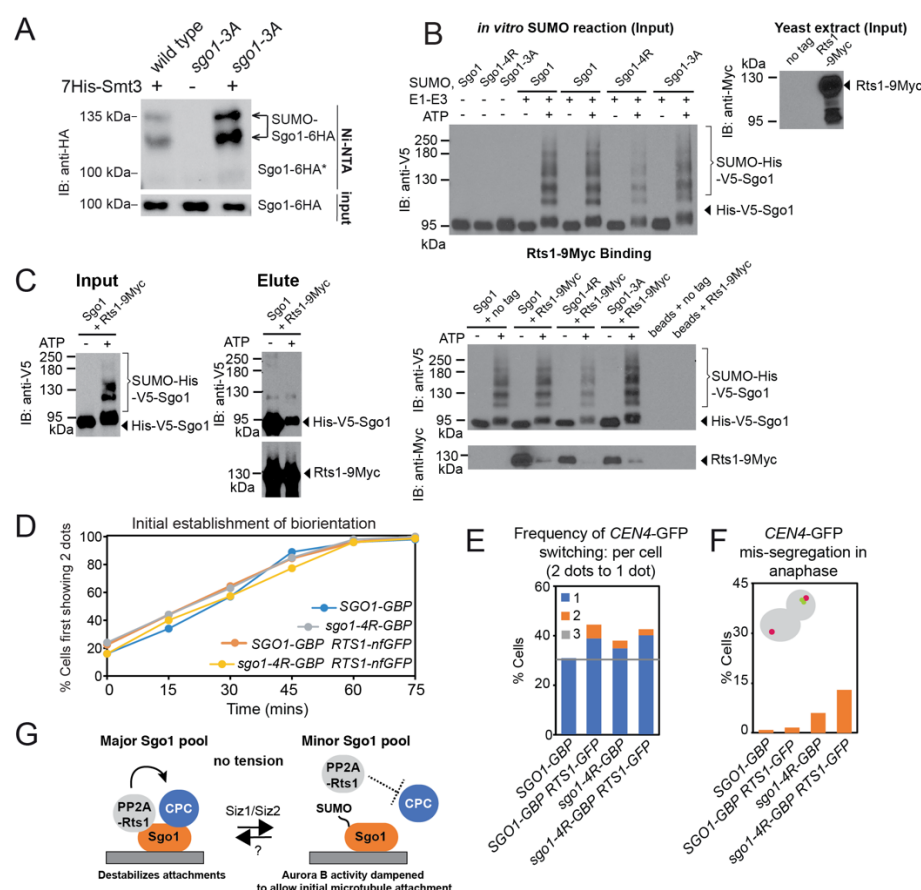 A
wild type
sgo1-3A
sgo1-3A
7His-Smt3 + - +
135 kDa–
SUMO-
Sgo1-6HA
100 kDa–
Sgo1-6HA*
IB: anti-HA
Ni-NTA
100 kDa–
Sgo1-6HA
input
B
in vitro SUMO reaction (Input)
Sgo1
Sgo1-4R
Sgo1-3A
Sgo1
Sgo1
Sgo1-4R
Sgo1-3A
SUMO,
E1-E3 - - - + + + + + + + +
ATP - - - - + - + - + - +
250
180
130
95
kDa
IB: anti-V5
SUMO-His
-V5-Sgo1
His-V5-Sgo1
Yeast extract (Input)
no tag
Rts1
-9Myc
kDa
130
95
IB: anti-Myc
Rts1-9Myc
Rts1-9Myc Binding
Sgo1
+ no tag
Sgo1
+ Rts1-9Myc
Sgo1-4R
+ Rts1-9Myc
Sgo1-3A
+ Rts1-9Myc
beads + no tag
beads + Rts1-9Myc
ATP - + - + - + - +
250
180
130
95
kDa
IB: anti-V5
SUMO-His
-V5-Sgo1
His-V5-Sgo1
130
kDa
IB: anti-Myc
Rts1-9Myc
C
Input
Sgo1
+ Rts1-9Myc
ATP - +
250
180
130
95
kDa
IB: anti-V5
SUMO-His
-V5-Sgo1
His-V5-Sgo1
Elute
Sgo1
+ Rts1-9Myc
ATP - +
250
180
130
95
kDa
IB: anti-V5
His-V5-Sgo1
130
kDa
Rts1-9Myc
D
Initial establishment of biorientation
% Cells first showing 2 dots
100
80
60
40
20
0
SGO1-GBP
sgo1-4R-GBP
SGO1-GBP RTS1-nfGFP
sgo1-4R-GBP RTS1-nfGFP
0 15 30 45 60 75
Time (mins)
E
Frequency of CEN4-GFP
switching: per cell
(2 dots to 1 dot)
% Cells
60
40
20
0
1
2
3
SGO1-GBP
SGO1-GBP RTS1-GFP
sgo1-4R-GBP
sgo1-4R-GBP RTS1-GFP
F
CEN4-GFP
mis-segregation in
anaphase
% Cells
45
30
15
0
SGO1-GBP
SGO1-GBP RTS1-GFP
sgo1-4R-GBP
sgo1-4R-GBP RTS1-GFP
G
Major Sgo1 pool
no tension
Minor Sgo1 pool
PP2A
-Rts1
CPC
Sgo1
Siz1/Siz2
?
PP2A
-Rts1
CPC
SUMO
Sgo1
Destabilizes attachments
Aurora B activity dampened
to allow initial microtubule attachment